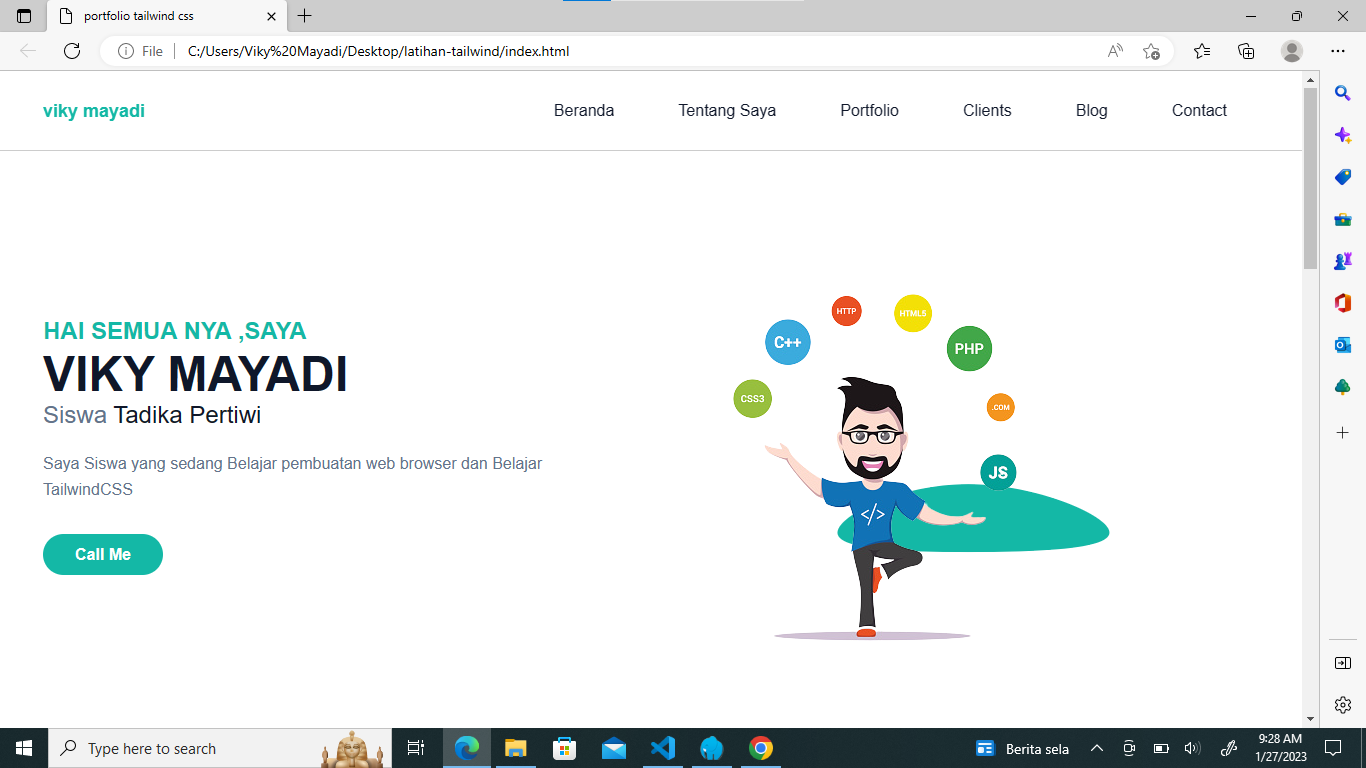 portfolio tailwind css
File
C:/Users/Viky%20Mayadi/Desktop/latihan-tailwind/index.html
viky mayadi
Beranda
Tentang Saya
Portfolio
Clients
Blog
Contact
HAI SEMUA NYA ,SAYA
VIKY MAYADI
Siswa Tadika Pertiwi
Saya Siswa yang sedang Belajar pembuatan web browser dan Belajar
TailwindCSS
Call Me
HTTP
HTML5
C++
PHP
CSS3
.COM
JS
</>
Type here to search
Berita sela
9:28 AM
1/27/2023